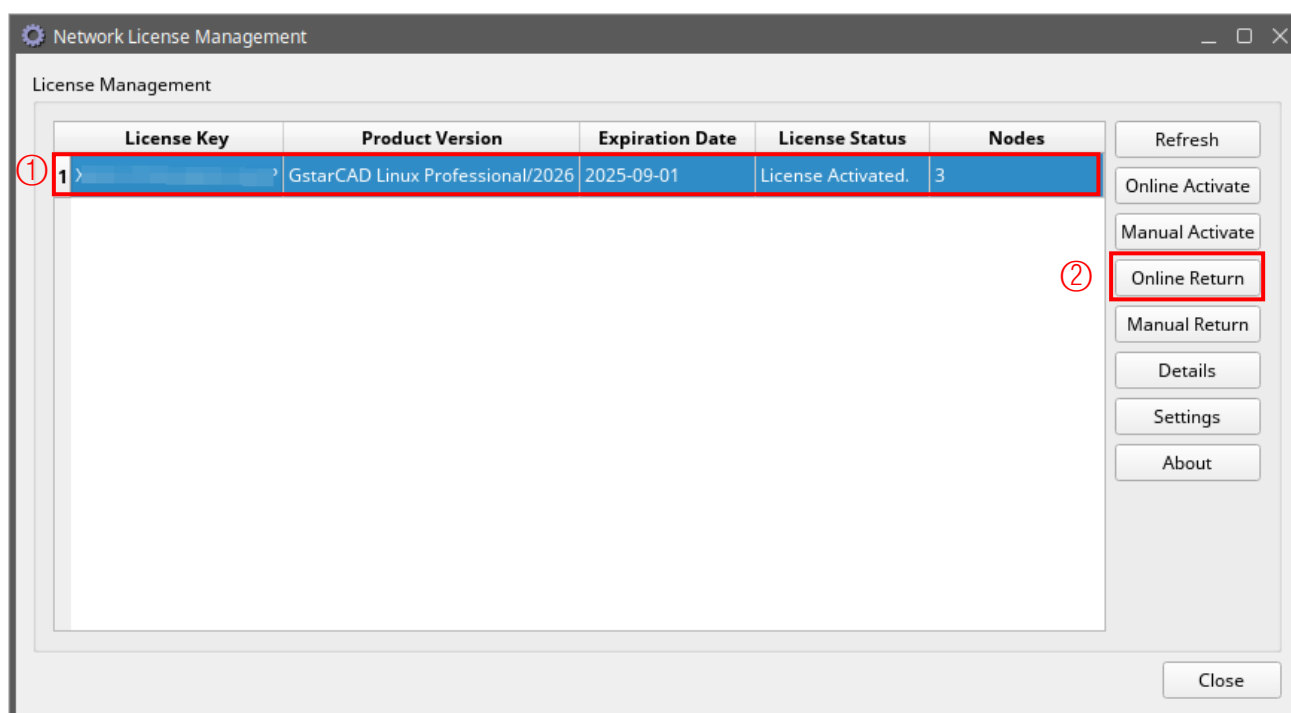 Network License Management
License Management
License Key Product Version Expiration Date License Status Nodes
① 1 GstarCAD Linux Professional/2026 2025-09-01 License Activated. 3
Refresh
Online Activate
Manual Activate
② Online Return
Manual Return
Details
Settings
About
Close